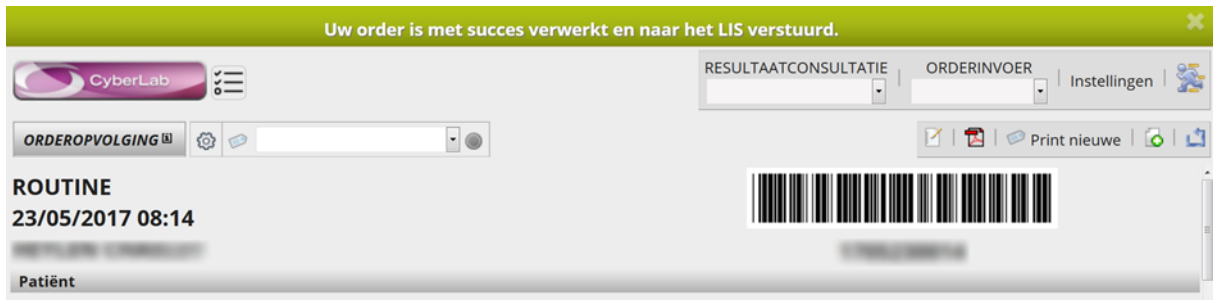 Uw order is met succes verwerkt en naar het LIS verstuurd.
CyberLab
RESULTAATCONSULTATIE ORDERINVOER Instellingen
ORDEROPVOLGING Print nieuwe
ROUTINE
23/05/2017 08:14
Patiënt